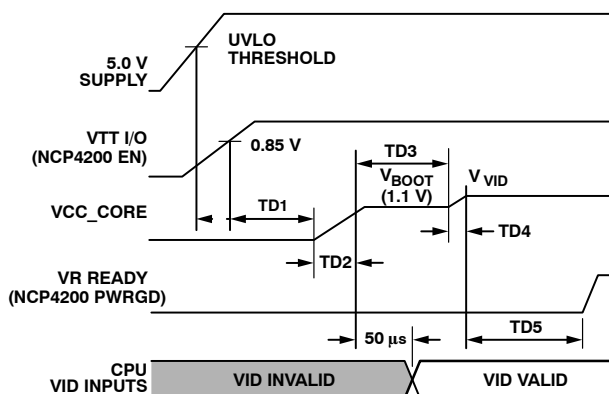 5.0 V
SUPPLY
UVLO
THRESHOLD
VTT I/O
(NCP4200 EN)
0.85 V
TD3
V_BOOT
(1.1 V)
V_VID
VCC_CORE
TD1
TD4
TD2
VR READY
(NCP4200 PWRGD)
TD5
50 μs
CPU
VID INPUTS
VID INVALID
VID VALID